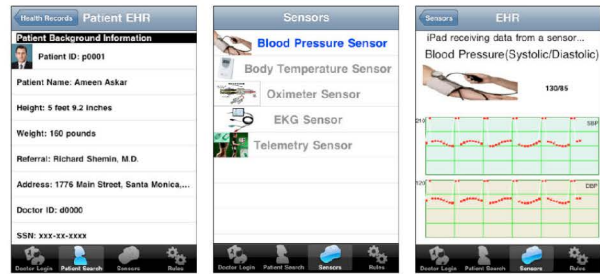 Health Records
Patient EHR
Patient Background Information
Patient ID: p0001
Patient Name: Ameen Askar
Height: 5 feet 9.2 inches
Weight: 160 pounds
Referral: Richard Shemin, M.D.
Address: 1776 Main Street, Santa Monica,...
Doctor ID: d0000
SSN: xxx-xx-xxxx
Doctor Login
Patient Search
Sensors
Rules
Sensors
Blood Pressure Sensor
Body Temperature Sensor
Oximeter Sensor
EKG Sensor
Telemetry Sensor
Doctor Login
Patient Search
Sensors
Rules
Sensors
EHR
iPad receiving data from a sensor...
Blood Pressure(Systolic/Diastolic)
130/85
210
SBP
120
DBP
Doctor Login
Patient Search
Sensors
Rules